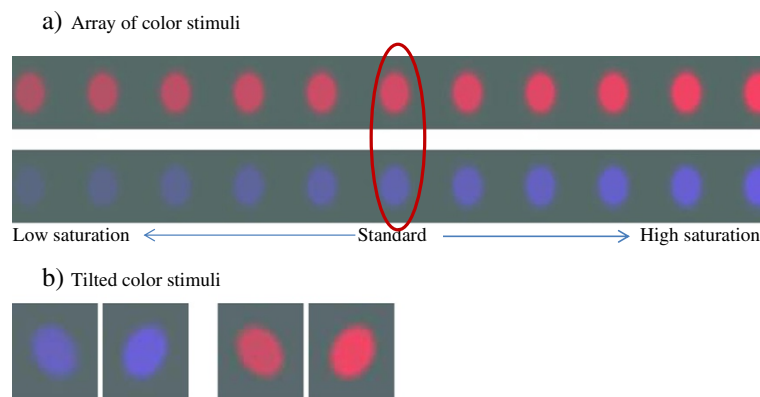 a) Array of color stimuli
Low saturation Standard High saturation
b) Tilted color stimuli